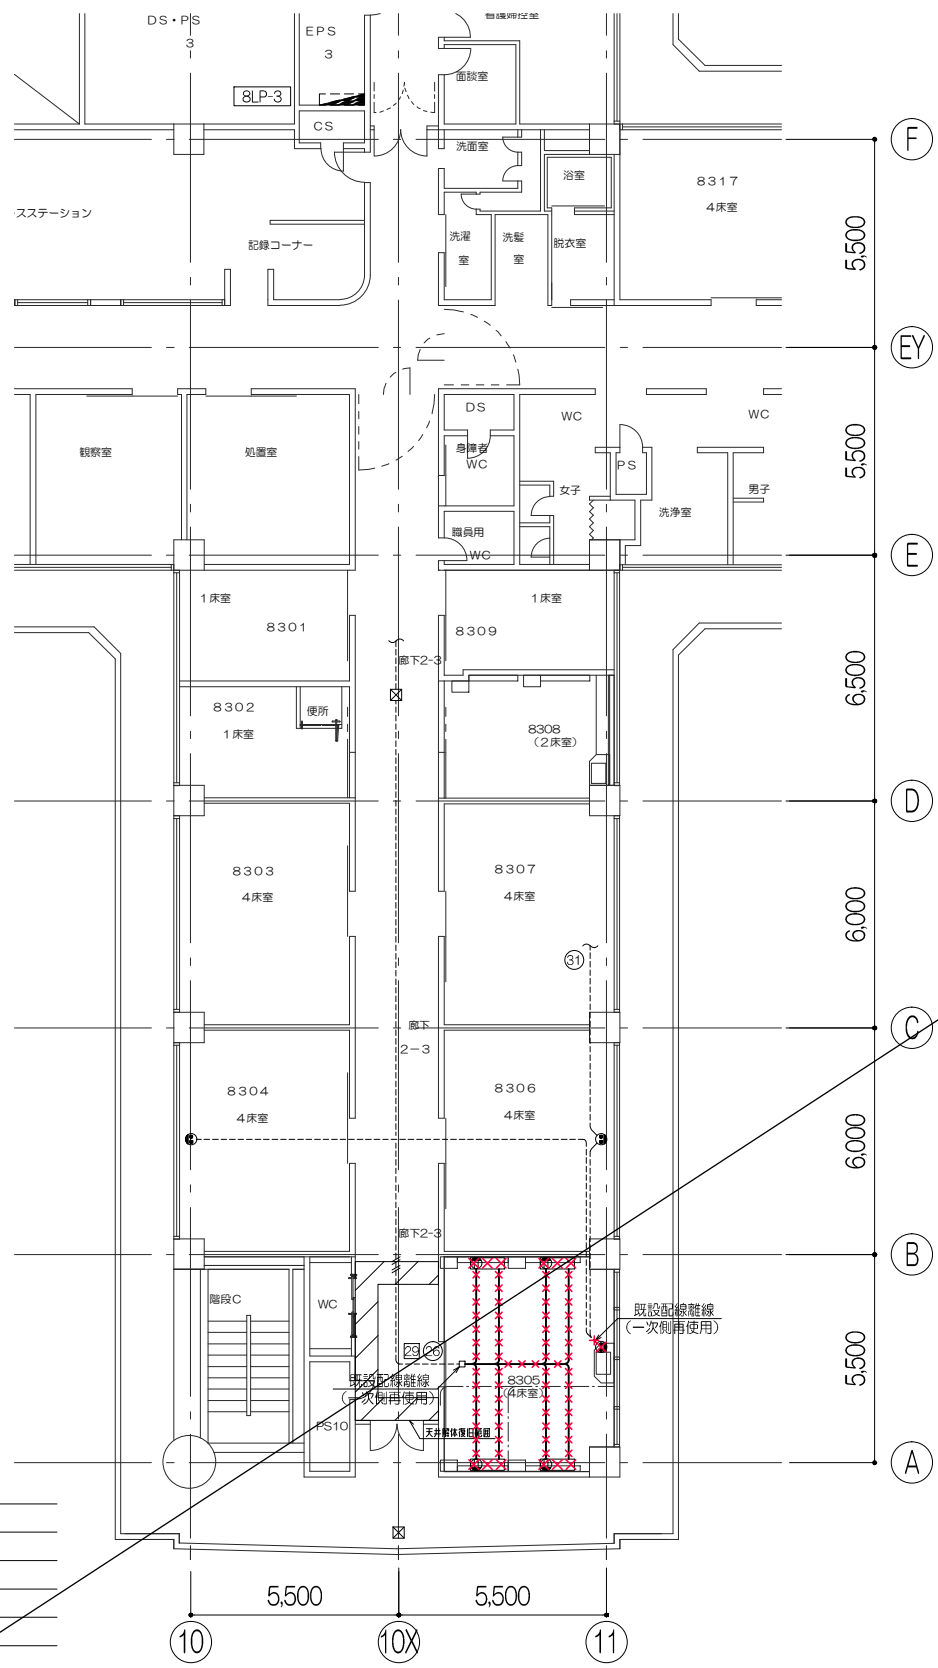 DS・PS
3
EPS
3
看護婦控室
面談室
8LP-3
CS
F
洗面室
浴室
8317
4床室
スステーション
記録コーナー
洗濯
室
洗髪
室
脱衣室
5,500
EY
DS
WC
WC
観察室
処置室
身障者
WC
PS
5,500
女子
男子
洗浄室
職員用
WC
E
1床室
8301
1床室
8309
廊下2-3
6,500
8302
1床室
便所
8308
(2床室)
D
8303
4床室
8307
4床室
6,000
31
廊下
2-3
C
8304
4床室
8306
4床室
6,000
廊下2-3
B
階段C
WC
既設配線離線
(一次側再使用)
29
26
8305
(4床室)
5,500
既設配線離線
(一次側再使用)
PS10
天井解体復旧範囲
A
5,500
5,500
10
10X
11